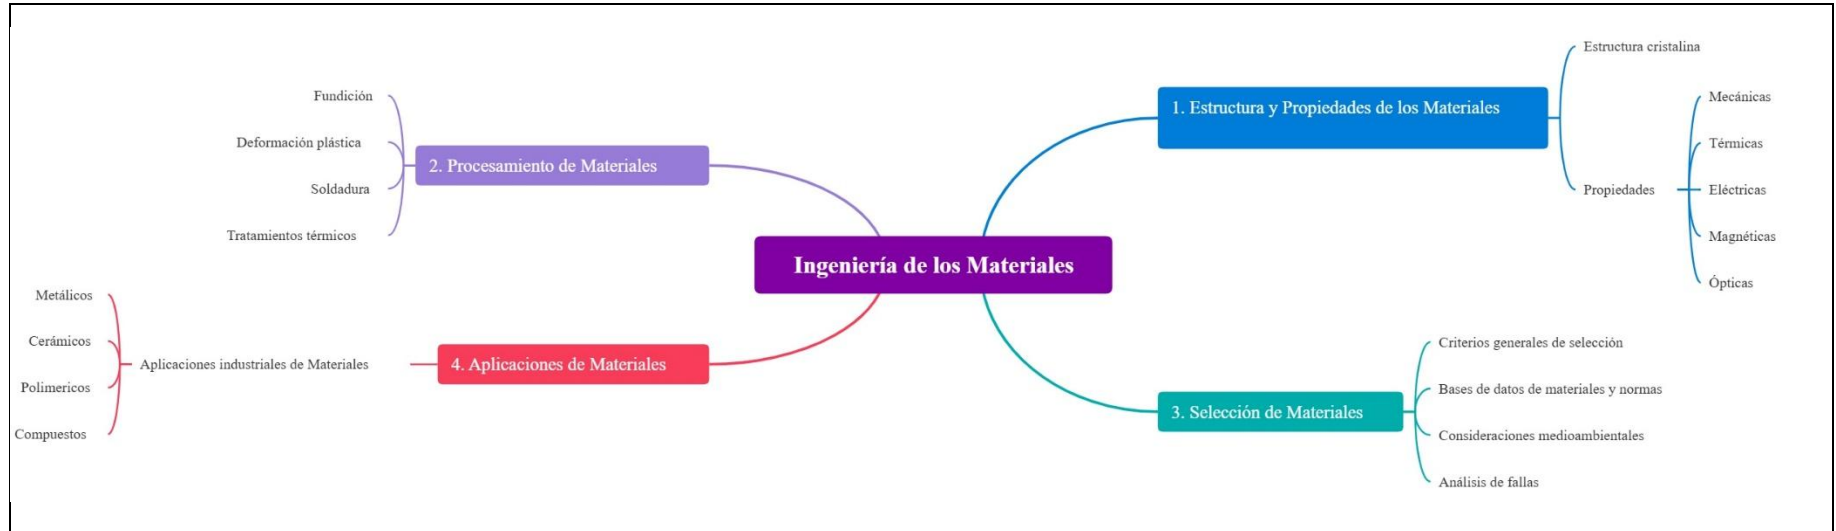 Ingeniería de los Materiales
1. Estructura y Propiedades de los Materiales
Estructura cristalina
Propiedades
Mecánicas
Térmicas
Eléctricas
Magnéticas
Ópticas
2. Procesamiento de Materiales
Fundición
Deformación plástica
Soldadura
Tratamientos térmicos
3. Selección de Materiales
Criterios generales de selección
Bases de datos de materiales y normas
Consideraciones medioambientales
Análisis de fallas
4. Aplicaciones de Materiales
Aplicaciones industriales de Materiales
Metálicos
Cerámicos
Polimericos
Compuestos